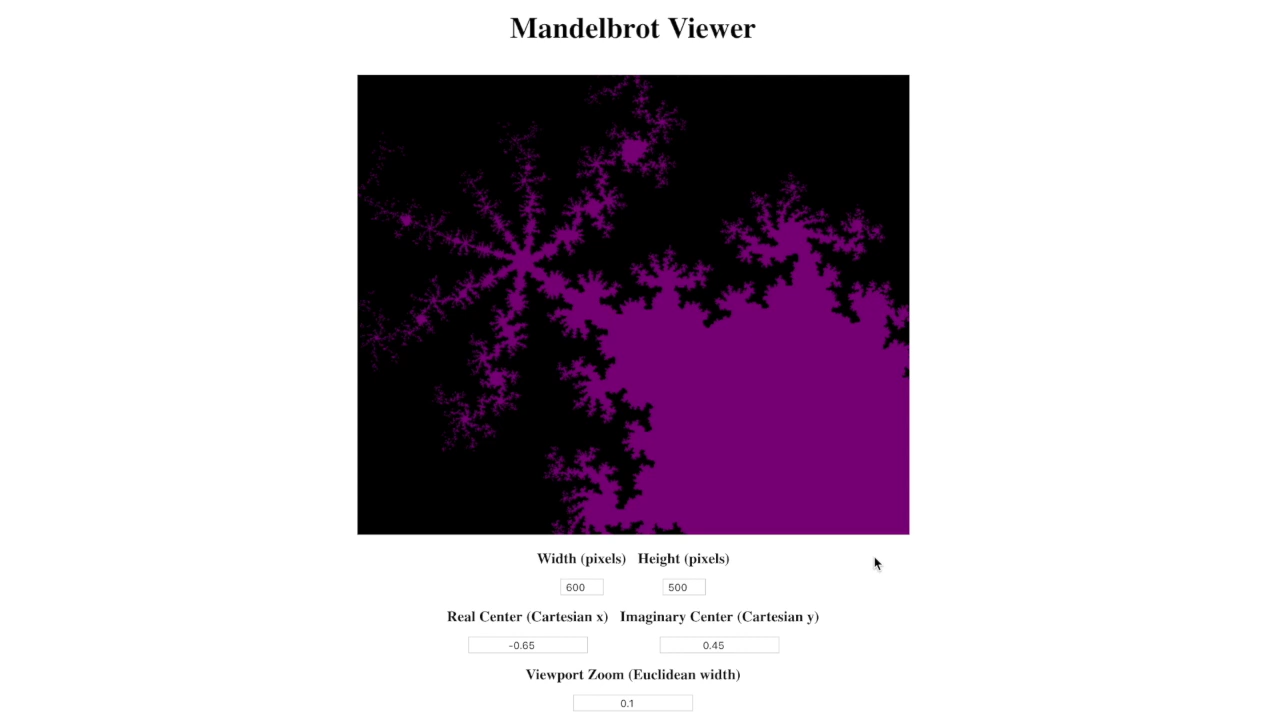 Mandelbrot Viewer
Width (pixels) Height (pixels)
600 500
Real Center (Cartesian x) Imaginary Center (Cartesian y)
-0.65 0.45
Viewport Zoom (Euclidean width)
0.1